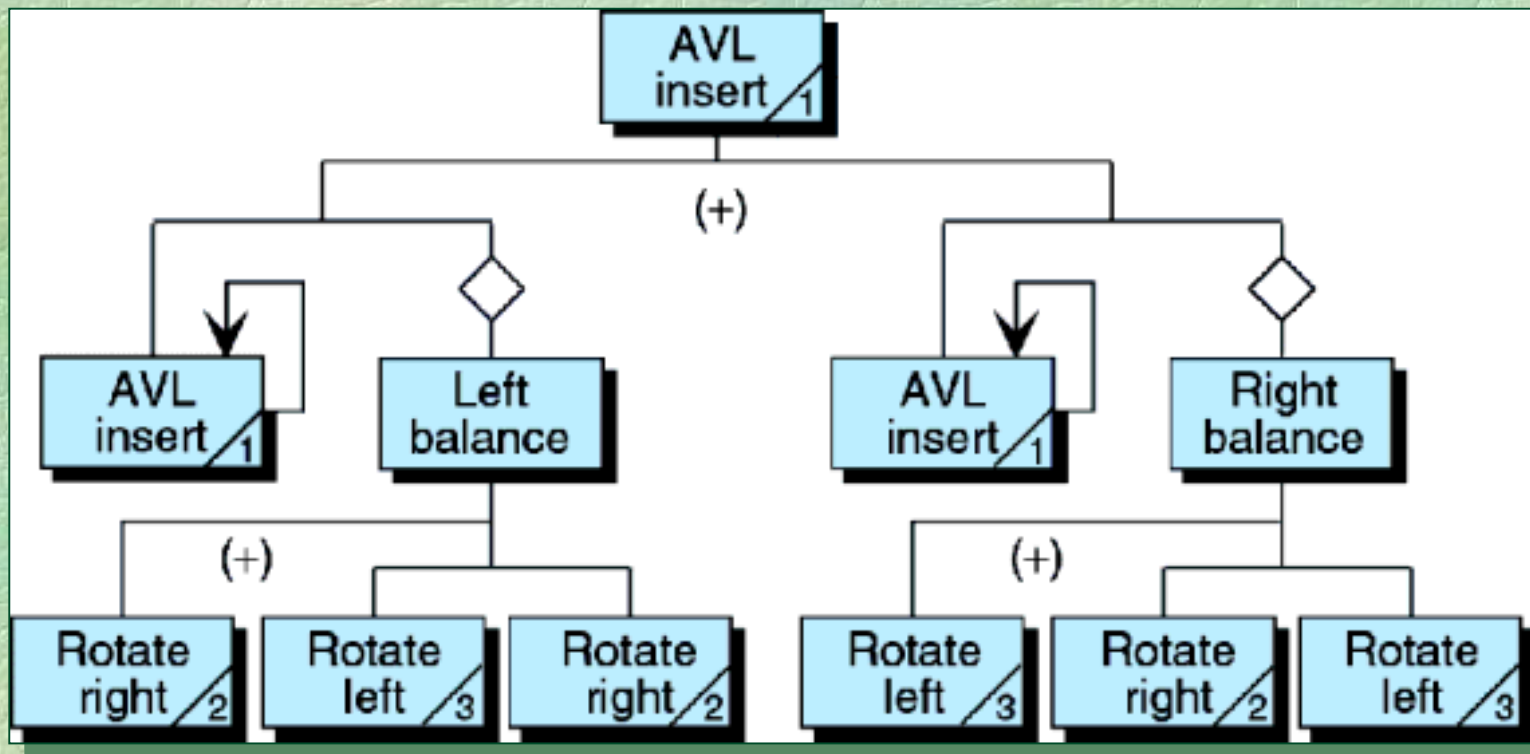 AVL
insert 1
(+)
AVL
insert 1
Left
balance
AVL
insert 1
Right
balance
(+)
(+)
Rotate
right 2
Rotate
left 3
Rotate
right 2
Rotate
left 3
Rotate
right 2
Rotate
left 3